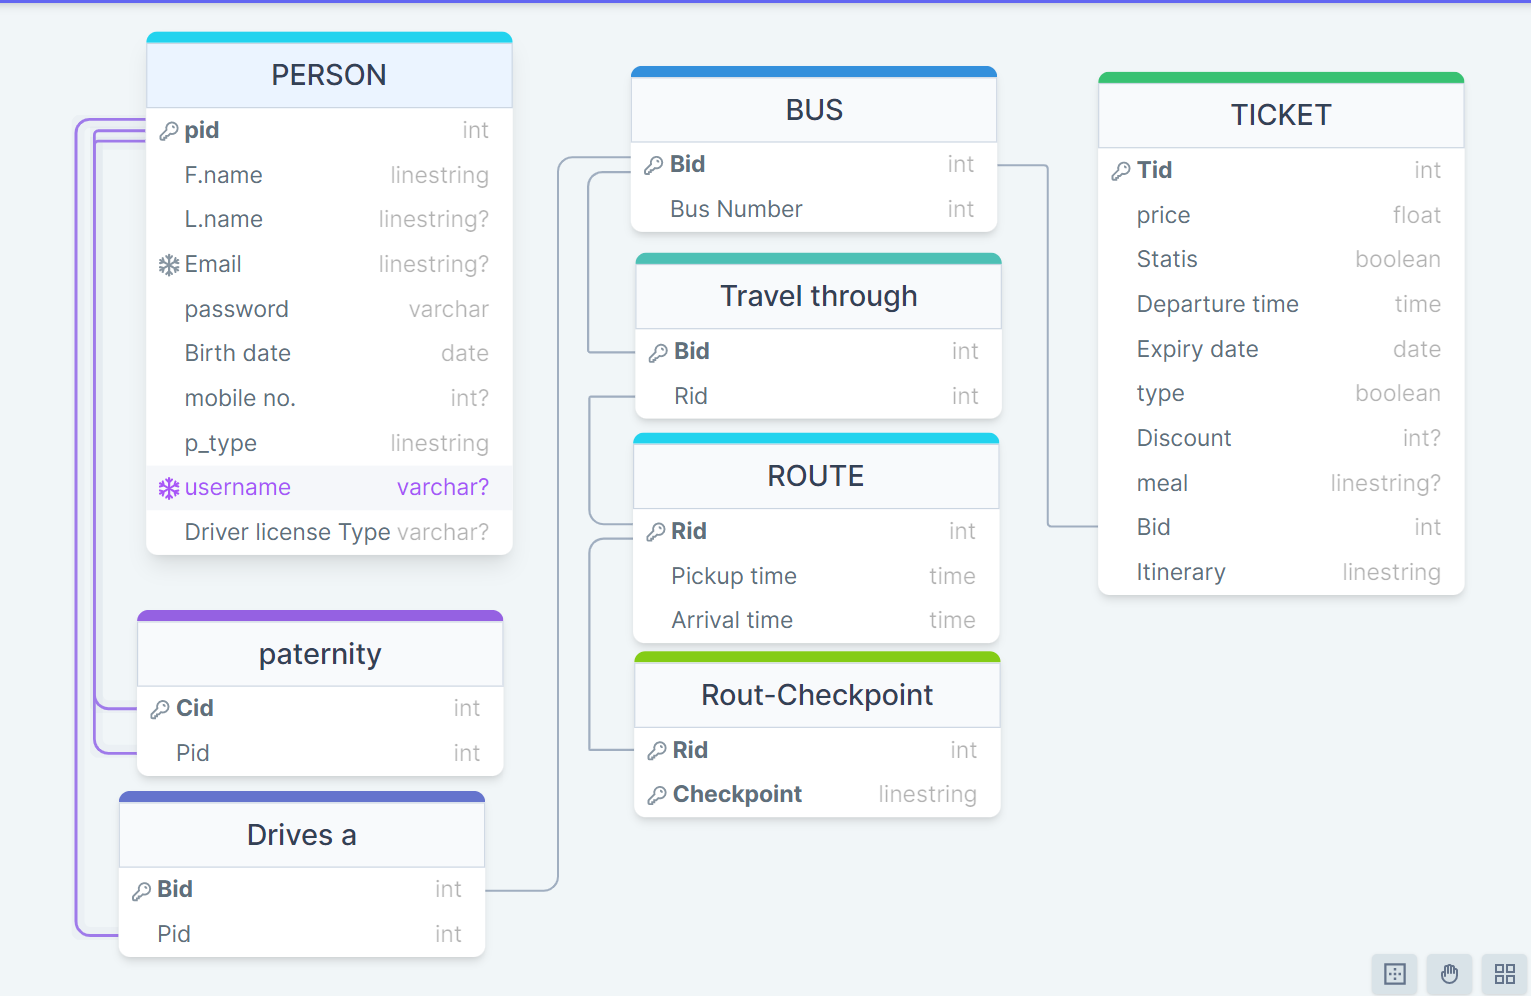 PERSON
pid int
F.name linestring
L.name linestring?
Email linestring?
password varchar
Birth date date
mobile no. int?
p_type linestring
username varchar?
Driver license Type varchar?
paternity
Cid int
Pid int
Drives a
Bid int
Pid int
BUS
Bid int
Bus Number int
Travel through
Bid int
Rid int
ROUTE
Rid int
Pickup time time
Arrival time time
Rout-Checkpoint
Rid int
Checkpoint linestring
TICKET
Tid int
price float
Statis boolean
Departure time time
Expiry date date
type boolean
Discount int?
meal linestring?
Bid int
Itinerary linestring